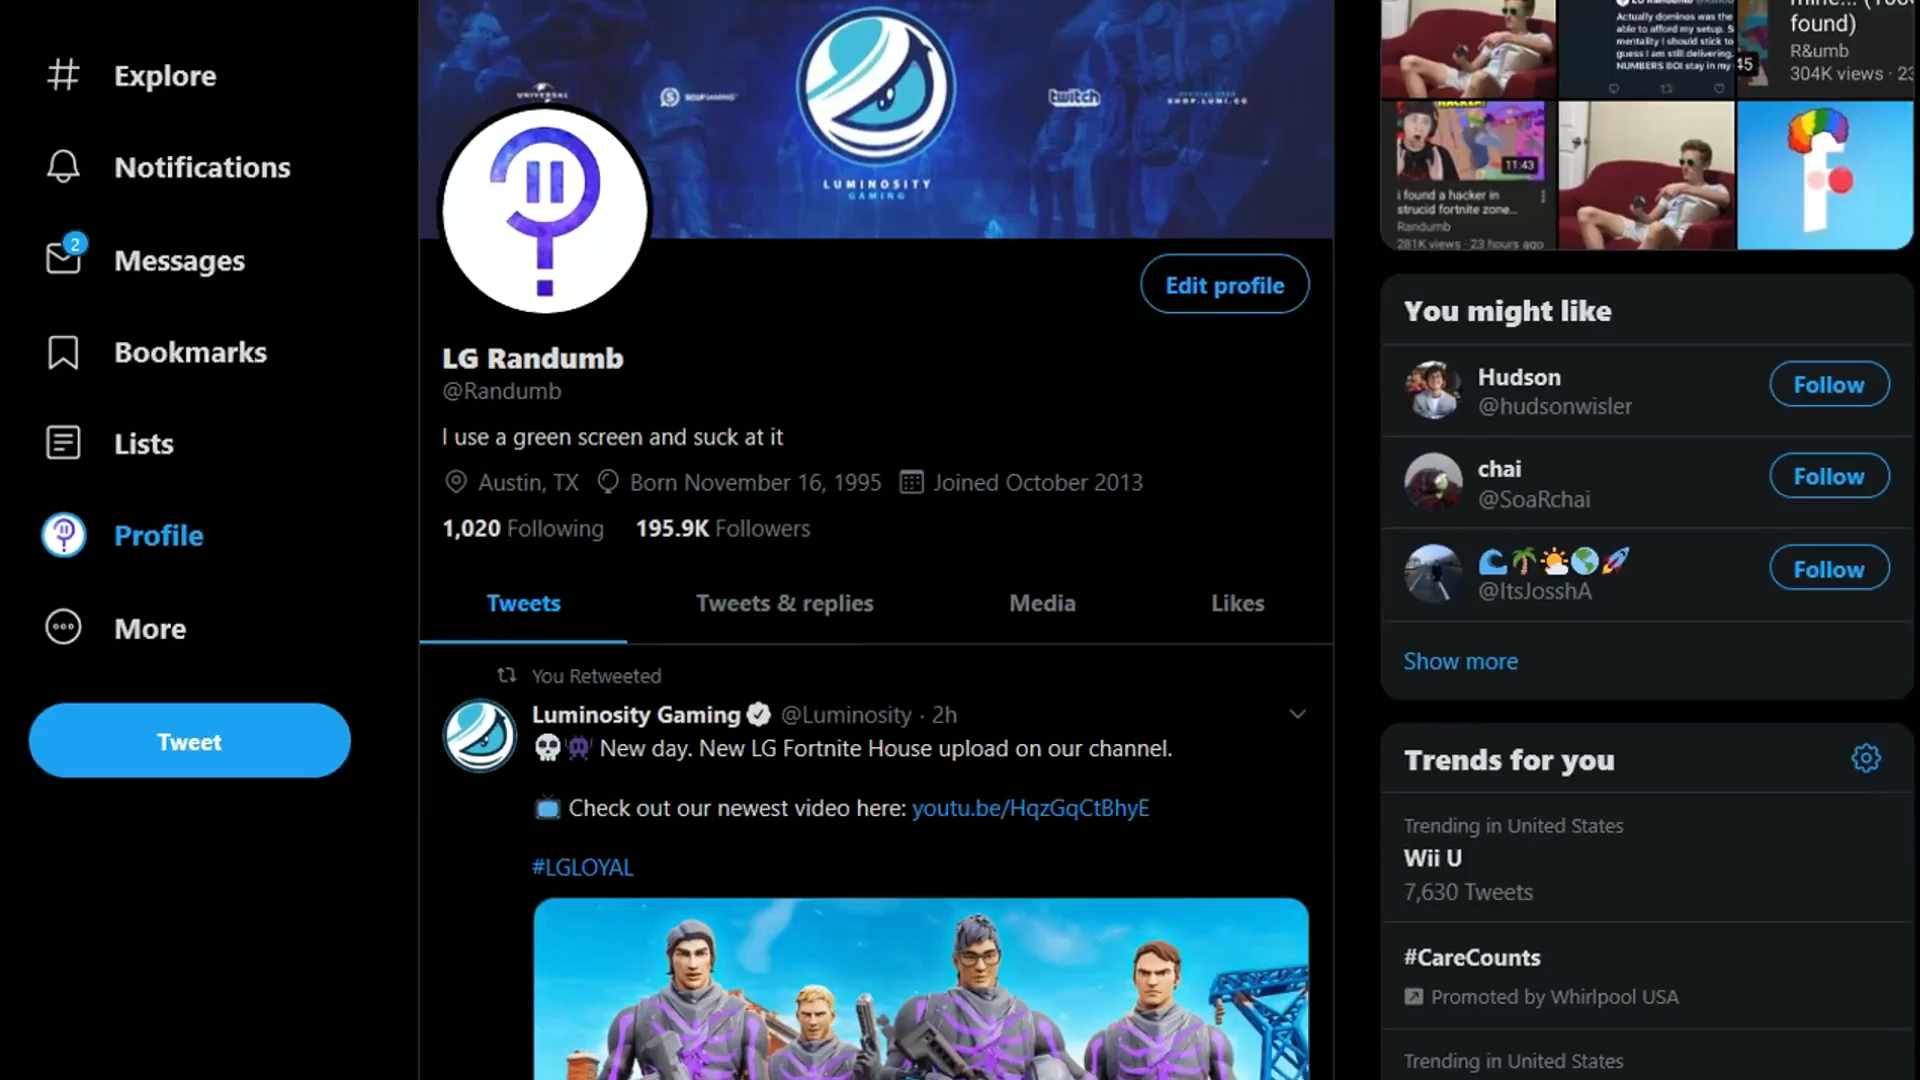 Explore
Notifications
2
Messages
Bookmarks
Lists
Profile
More
Tweet
UNIVERSAL
SCUFGAMING
twitch
SHOP.LUMI.GG
LUMINOSITY
GAMING
Edit profile
LG Randumb
@Randumb
I use a green screen and suck at it
Austin, TX Born November 16, 1995 Joined October 2013
1,020 Following 195.9K Followers
Tweets Tweets & replies Media Likes
You Retweeted
Luminosity Gaming @Luminosity · 2h
💀👾 New day. New LG Fortnite House upload on our channel.
📺 Check out our newest video here: youtu.be/HqzGqCtBhyE
#LGLOYAL
Actually dominos was the
able to afford my setup. S
mentality I should stick to
guess I am still delivering.
NUMBERS BOI stay in my
45
found)
R&umb
304K views · 23
HACKER!
11:43
i found a hacker in
strucid fortnite zone...
Randumb
281K views · 23 hours ago
You might like
Hudson
@hudsonwisler
Follow
chai
@SoaRchai
Follow
🌊🌴⛅🌎🚀
@ItsJosshA
Follow
Show more
Trends for you
Trending in United States
Wii U
7,630 Tweets
#CareCounts
Promoted by Whirlpool USA
Trending in United States